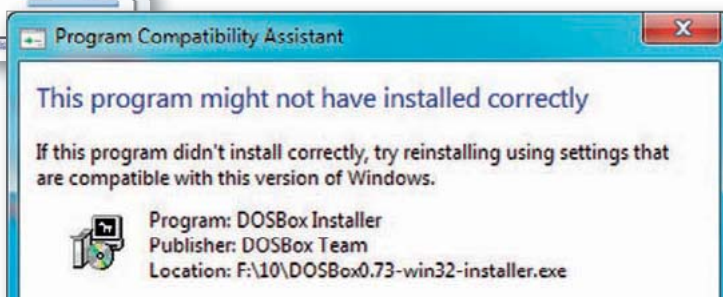 Program Compatibility Assistant
This program might not have installed correctly
If this program didn't install correctly, try reinstalling using settings that
are compatible with this version of Windows.
Program: DOSBox Installer
Publisher: DOSBox Team
Location: F:\10\DOSBox0.73-win32-installer.exe